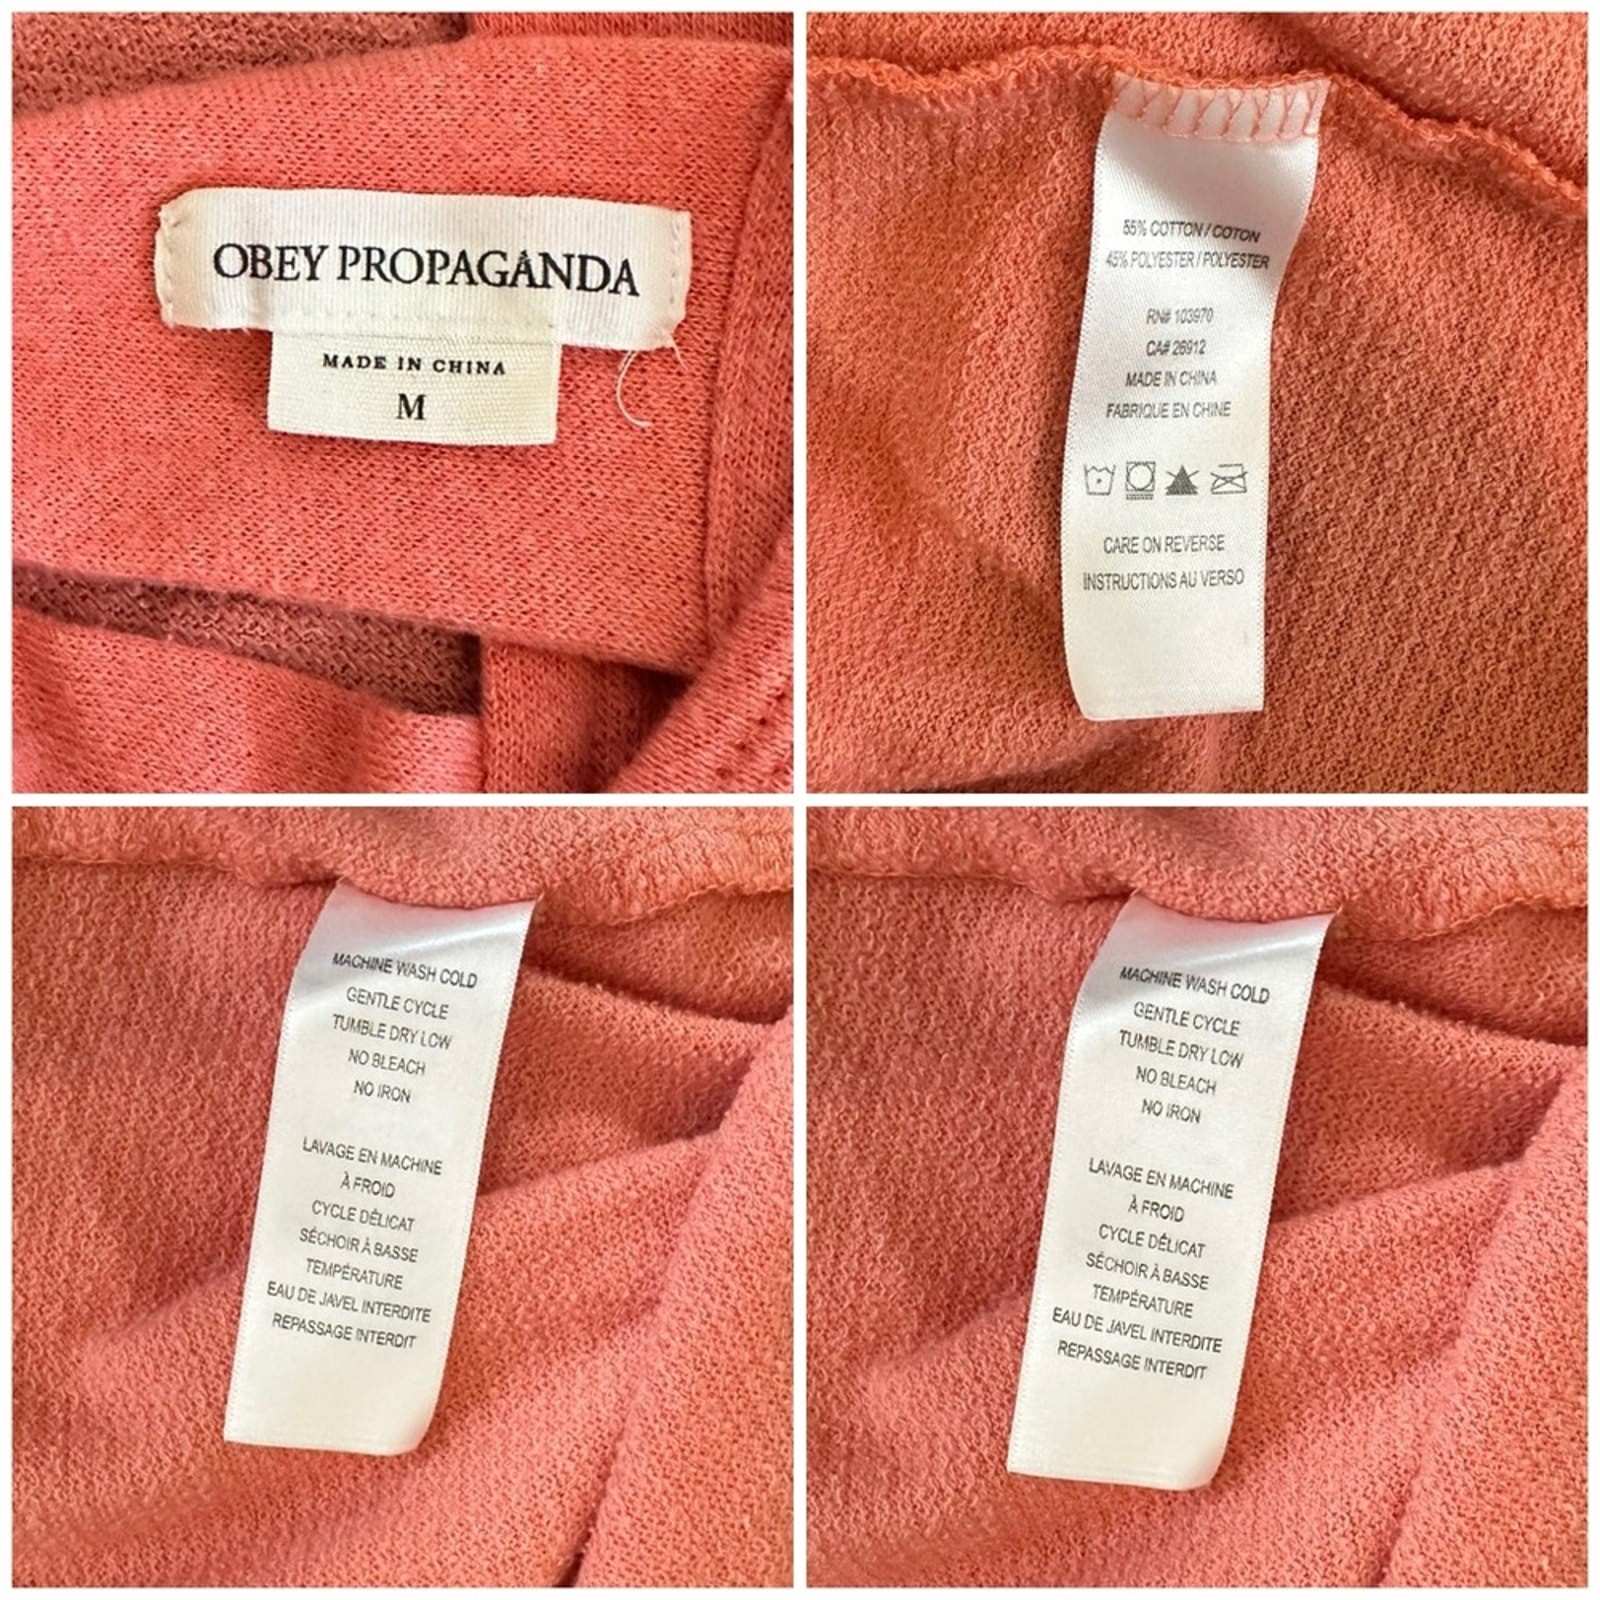 OBEY PROPAGANDA
MADE IN CHINA
M
55% COTTON / COTON
45% POLYESTER / POLYESTER
RN# 103970
CA# 26912
MADE IN CHINA
FABRIQUE EN CHINE
CARE ON REVERSE
INSTRUCTIONS AU VERSO
MACHINE WASH COLD
GENTLE CYCLE
TUMBLE DRY LOW
NO BLEACH
NO IRON
LAVAGE EN MACHINE
À FROID
CYCLE DÉLICAT
SÉCHOIR À BASSE
TEMPÉRATURE
EAU DE JAVEL INTERDITE
REPASSAGE INTERDIT
MACHINE WASH COLD
GENTLE CYCLE
TUMBLE DRY LOW
NO BLEACH
NO IRON
LAVAGE EN MACHINE
À FROID
CYCLE DÉLICAT
SÉCHOIR À BASSE
TEMPÉRATURE
EAU DE JAVEL INTERDITE
REPASSAGE INTERDIT